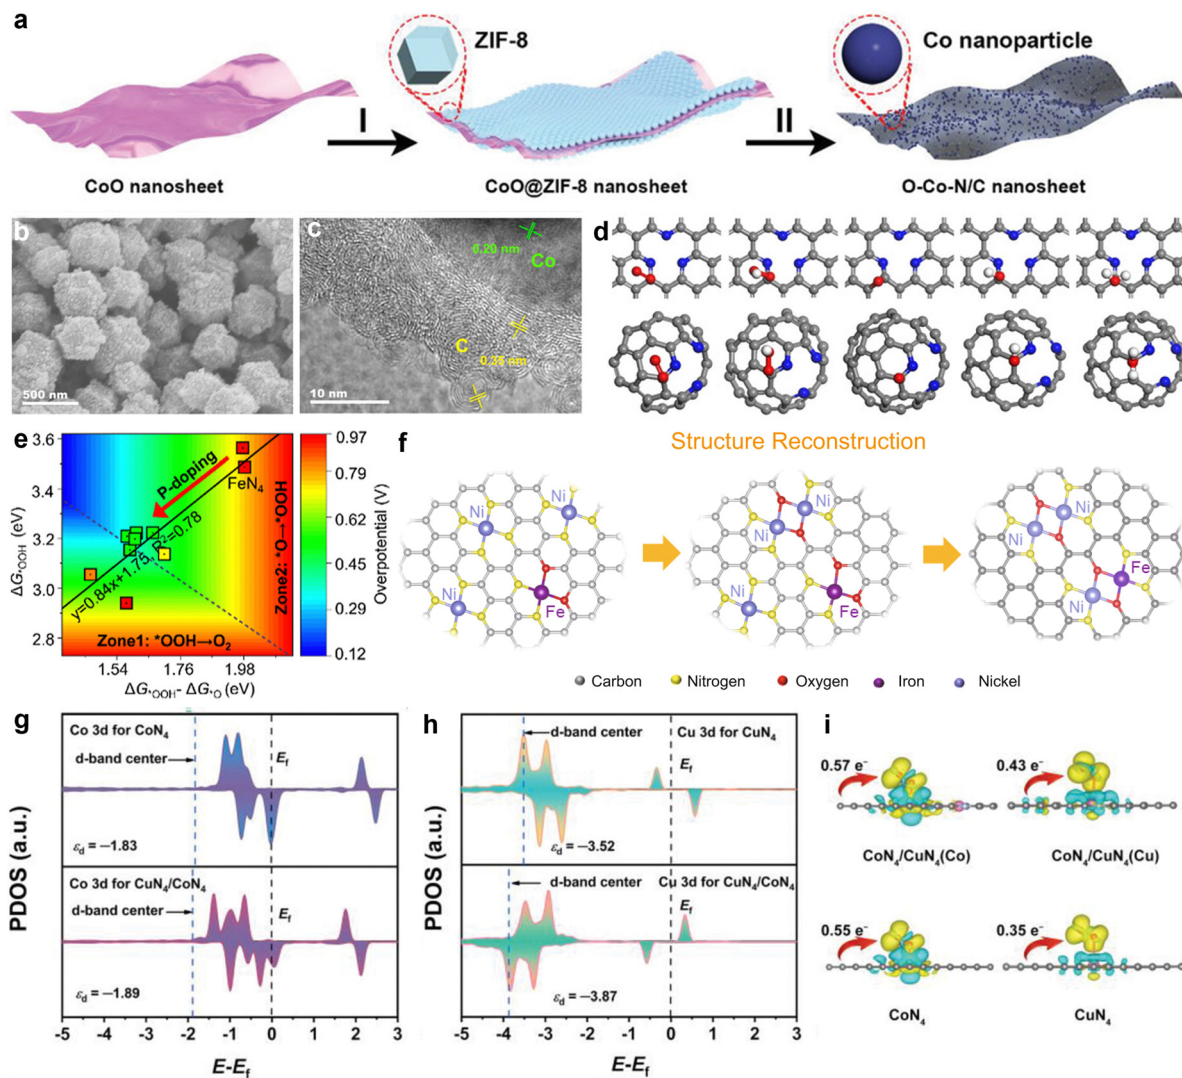 a
ZIF-8
Co nanoparticle
I
II
CoO nanosheet
CoO@ZIF-8 nanosheet
O-Co-N/C nanosheet
b
500 nm
c
0.20 nm
Co
C
0.34 nm
10 nm
d
e
3.6
3.4
3.2
3.0
2.8
ΔG*OOH (eV)
P-doping
FeN4
y=0.84x+1.75, R²=0.78
Zone1: *OOH→O2
Zone2: *O→*OOH
1.54
1.76
1.98
ΔG*OOH- ΔG*O (eV)
0.97
0.82
0.74
0.62
0.45
0.29
0.12
Overpotential (V)
f
Structure Reconstruction
Ni
Ni
Ni
Fe
Ni
Ni
Ni
Fe
Ni
Ni
Fe
Ni
Carbon
Nitrogen
Oxygen
Iron
Nickel
g
Co 3d for CoN4
d-band center
Ef
εd = −1.83
Co 3d for CuN4/CoN4
d-band center
Ef
εd = −1.89
PDOS (a.u.)
-5 -4 -3 -2 -1 0 1 2 3
E-Ef
h
d-band center
Cu 3d for CuN4
Ef
εd = −3.52
d-band center
Cu 3d for CuN4/CoN4
Ef
εd = −3.87
PDOS (a.u.)
-5 -4 -3 -2 -1 0 1 2 3
E-Ef
i
0.57 e⁻
0.43 e⁻
CoN4/CuN4(Co)
CoN4/CuN4(Cu)
0.55 e⁻
0.35 e⁻
CoN4
CuN4